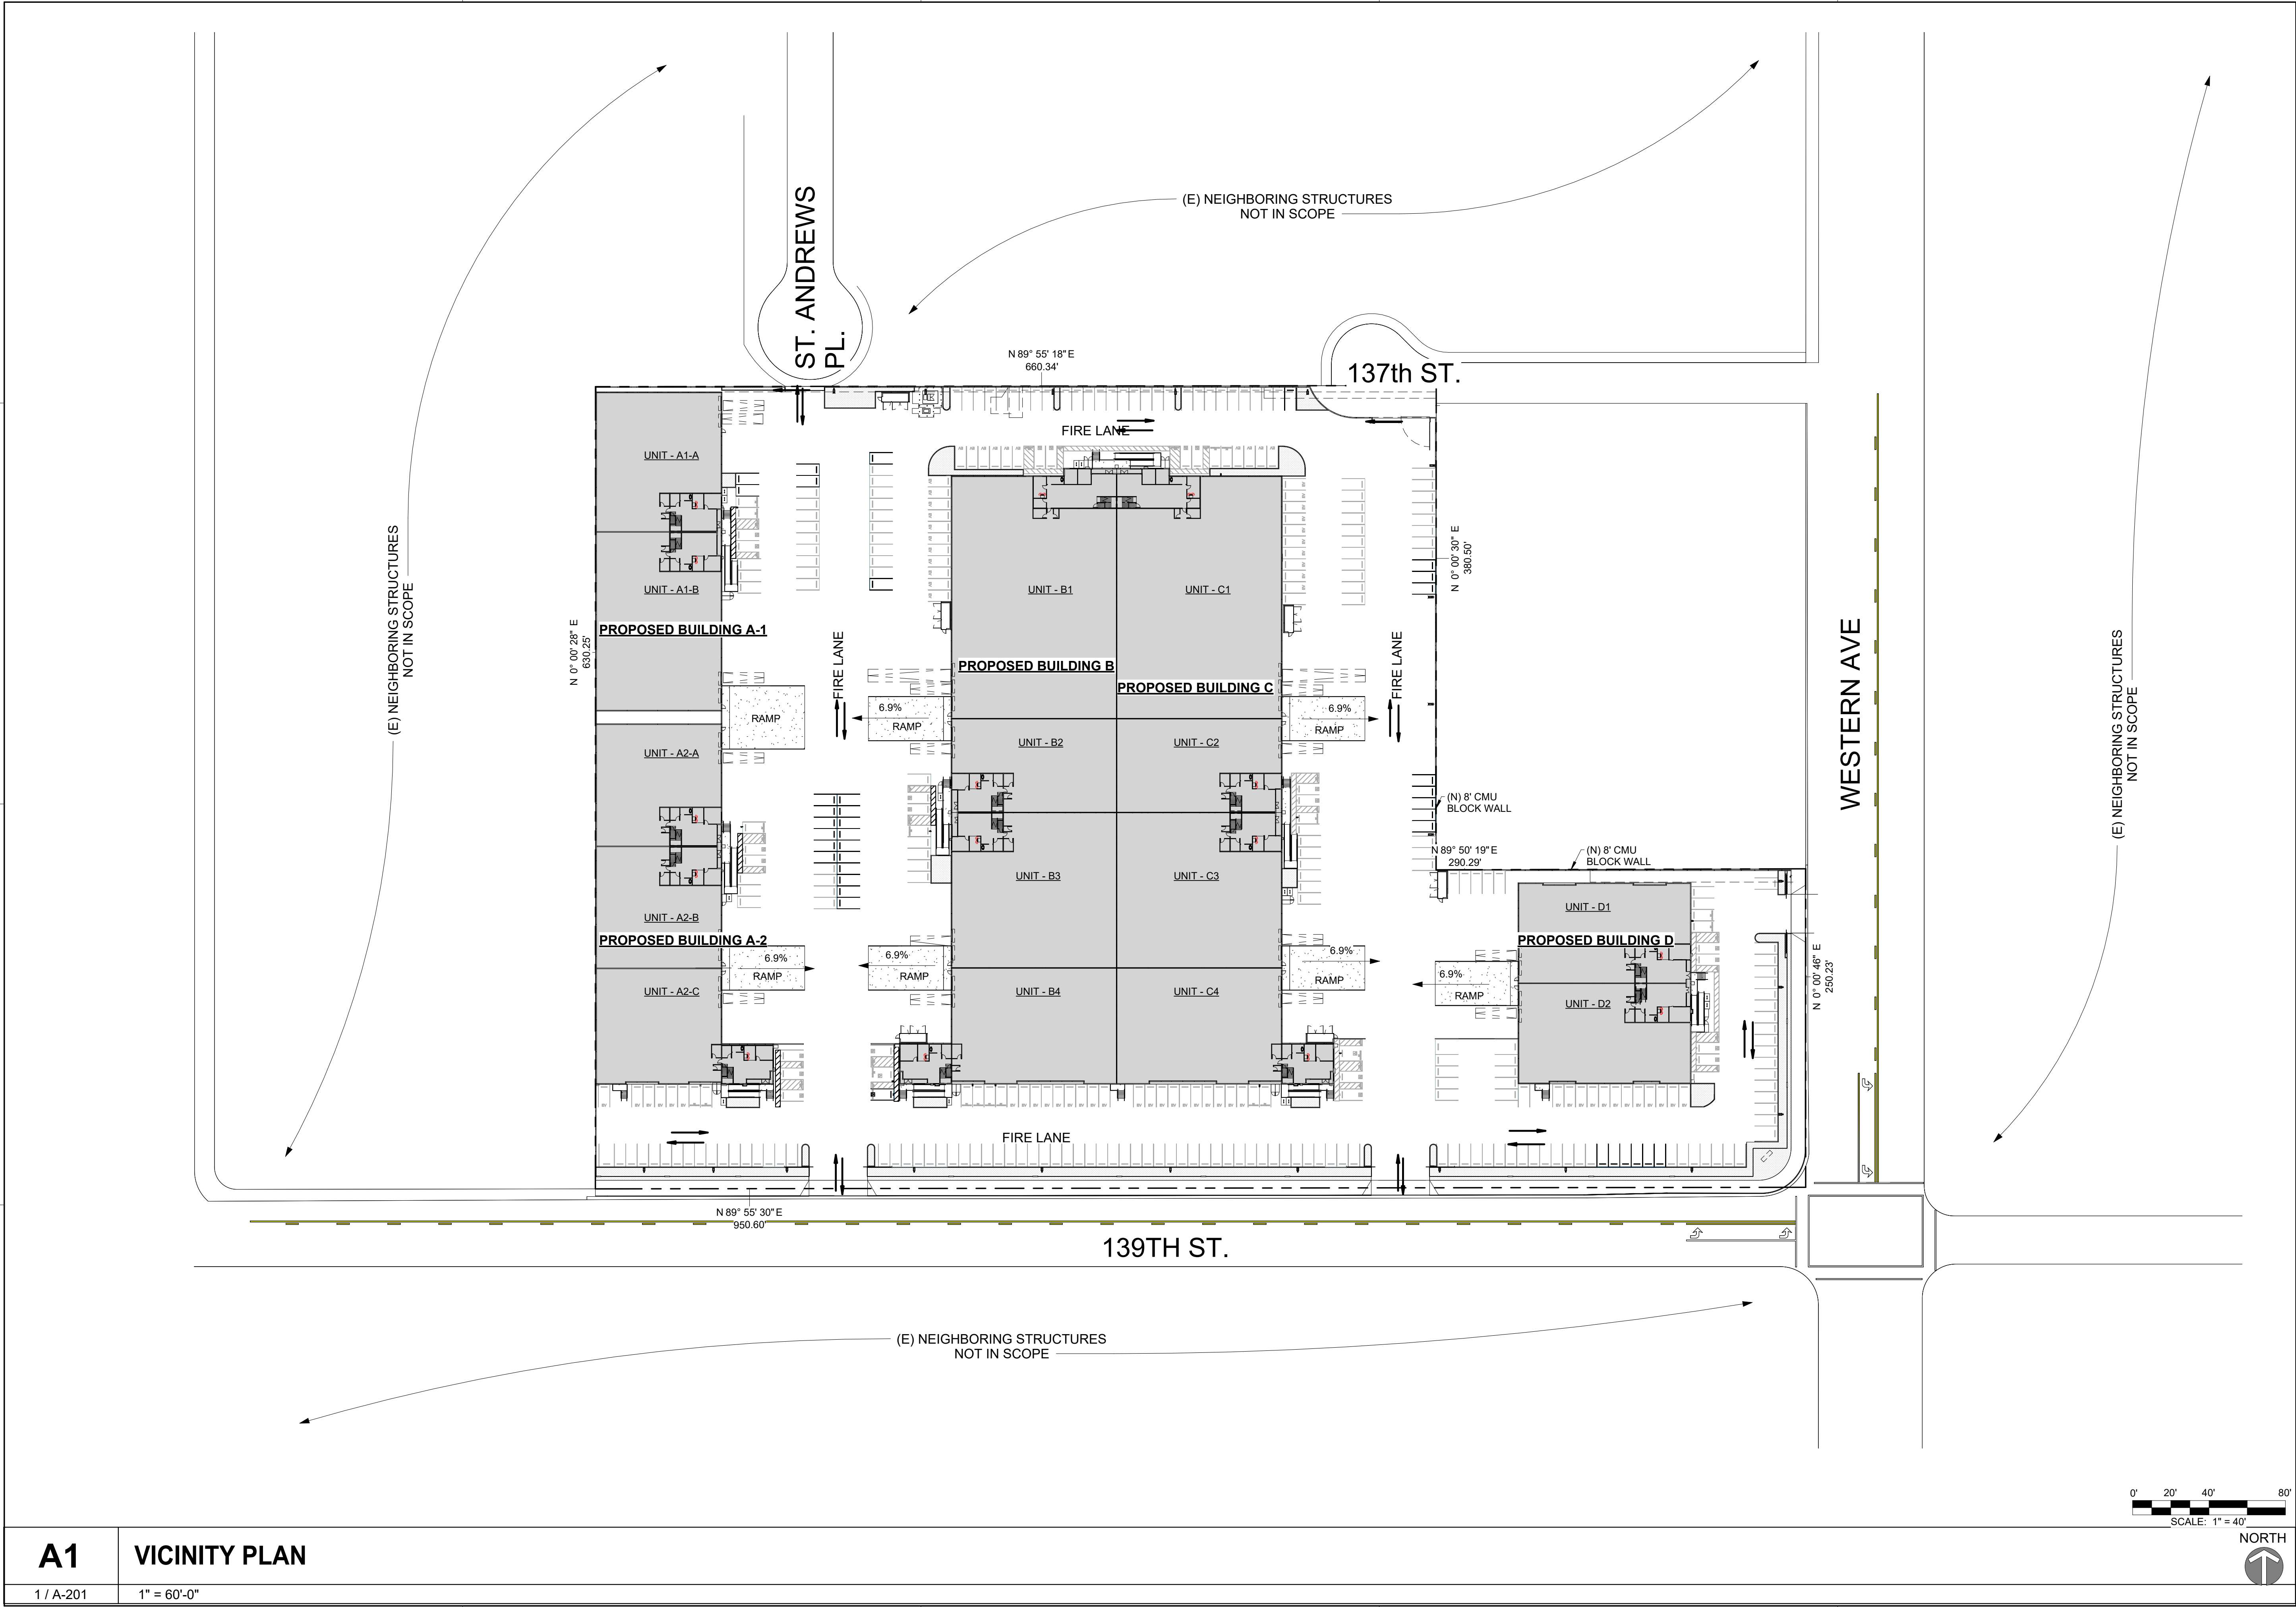 (E) NEIGHBORING STRUCTURES
NOT IN SCOPE
ST. ANDREWS
PL.
N 89° 55' 18" E
660.34'
137th ST.
FIRE LANE
UNIT - A1-A
(E) NEIGHBORING STRUCTURES
NOT IN SCOPE
N 0° 00' 30" E
380.50'
UNIT - A1-B
UNIT - B1
UNIT - C1
PROPOSED BUILDING A-1
N 0° 00' 28" E
630.25'
FIRE LANE
FIRE LANE
WESTERN AVE
(E) NEIGHBORING STRUCTURES
NOT IN SCOPE
PROPOSED BUILDING B
PROPOSED BUILDING C
RAMP
6.9%
RAMP
6.9%
RAMP
UNIT - A2-A
UNIT - B2
UNIT - C2
(N) 8' CMU
BLOCK WALL
N 89° 50' 19" E
290.29'
(N) 8' CMU
BLOCK WALL
UNIT - B3
UNIT - C3
UNIT - A2-B
UNIT - D1
PROPOSED BUILDING A-2
PROPOSED BUILDING D
6.9%
RAMP
6.9%
RAMP
6.9%
RAMP
6.9%
RAMP
N 0° 00' 46" E
250.23'
UNIT - A2-C
UNIT - B4
UNIT - C4
UNIT - D2
FIRE LANE
N 89° 55' 30" E
950.60'
139TH ST.
(E) NEIGHBORING STRUCTURES
NOT IN SCOPE
0' 20' 40' 80'
SCALE: 1" = 40'
NORTH
A1
VICINITY PLAN
1 / A-201
1" = 60'-0"